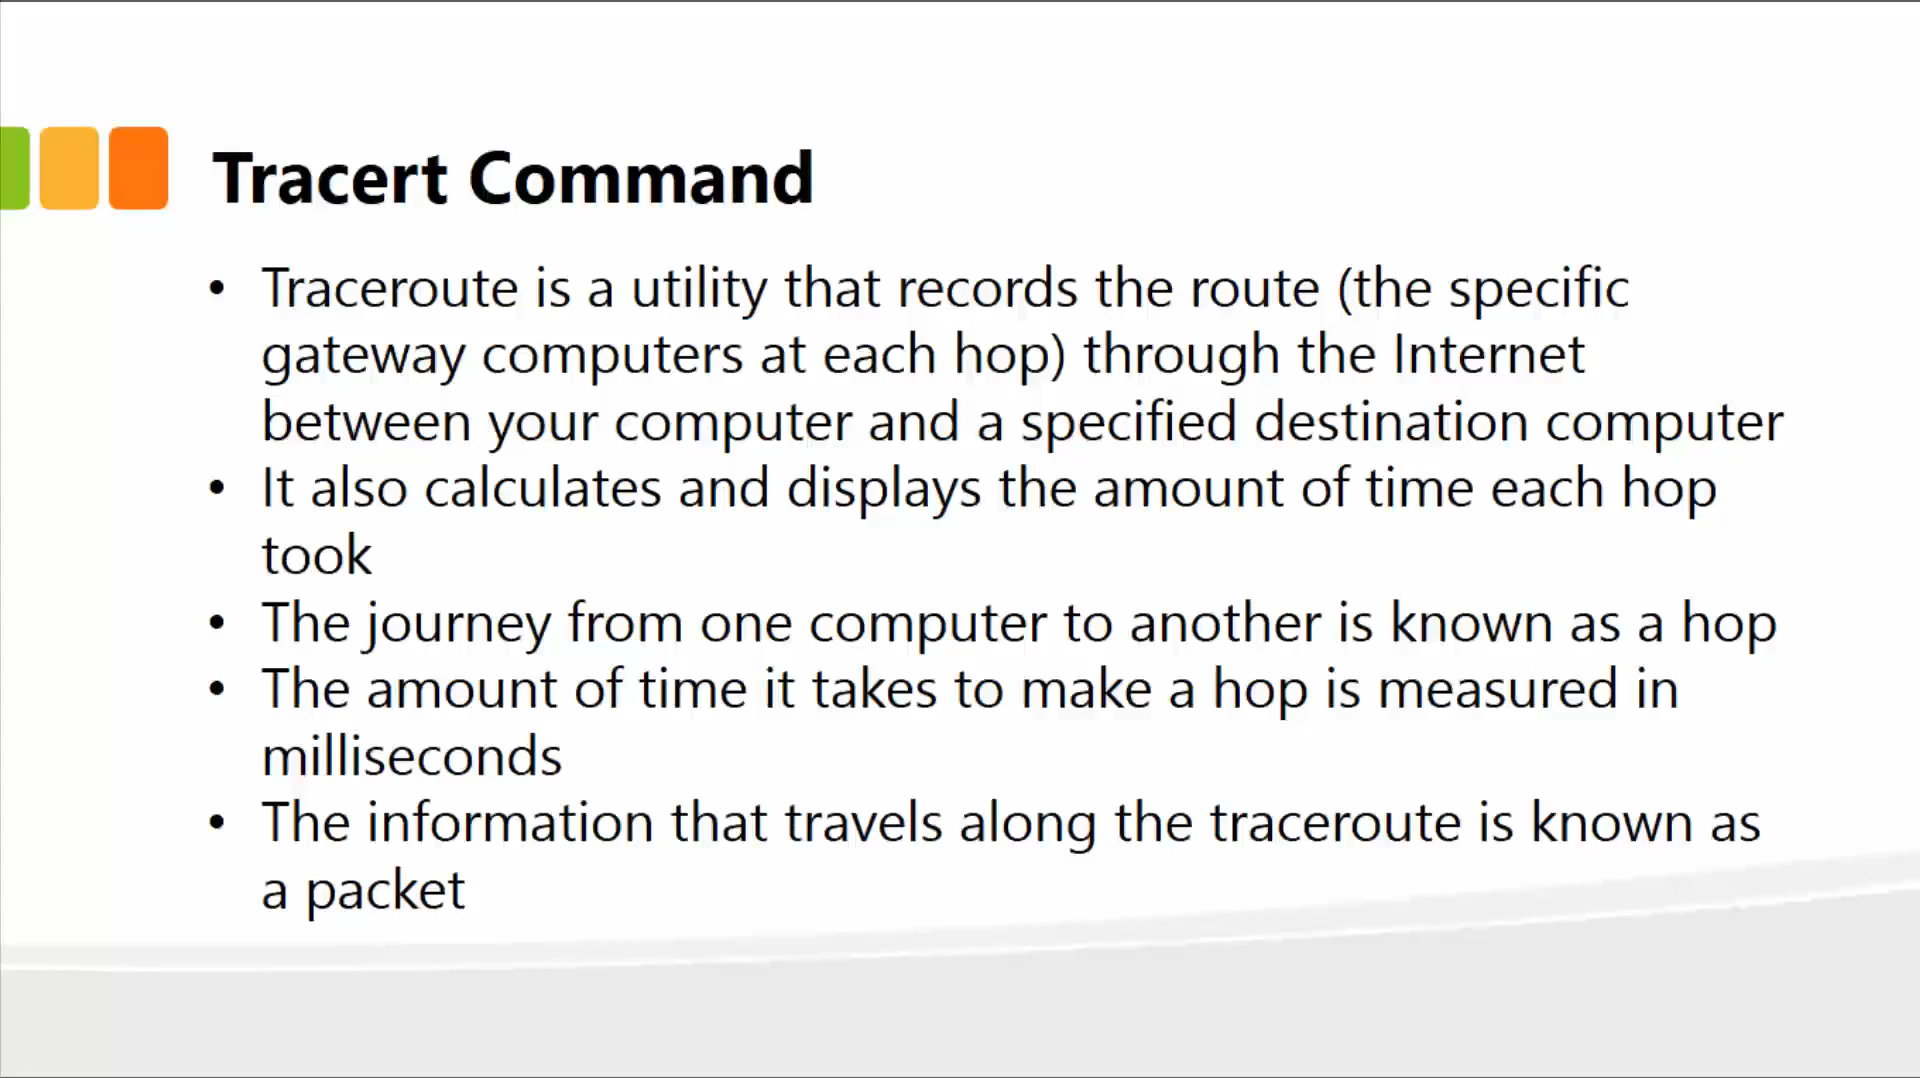 Tracert Command
• Traceroute is a utility that records the route (the specific
gateway computers at each hop) through the Internet
between your computer and a specified destination computer
• It also calculates and displays the amount of time each hop
took
• The journey from one computer to another is known as a hop
• The amount of time it takes to make a hop is measured in
milliseconds
• The information that travels along the traceroute is known as
a packet